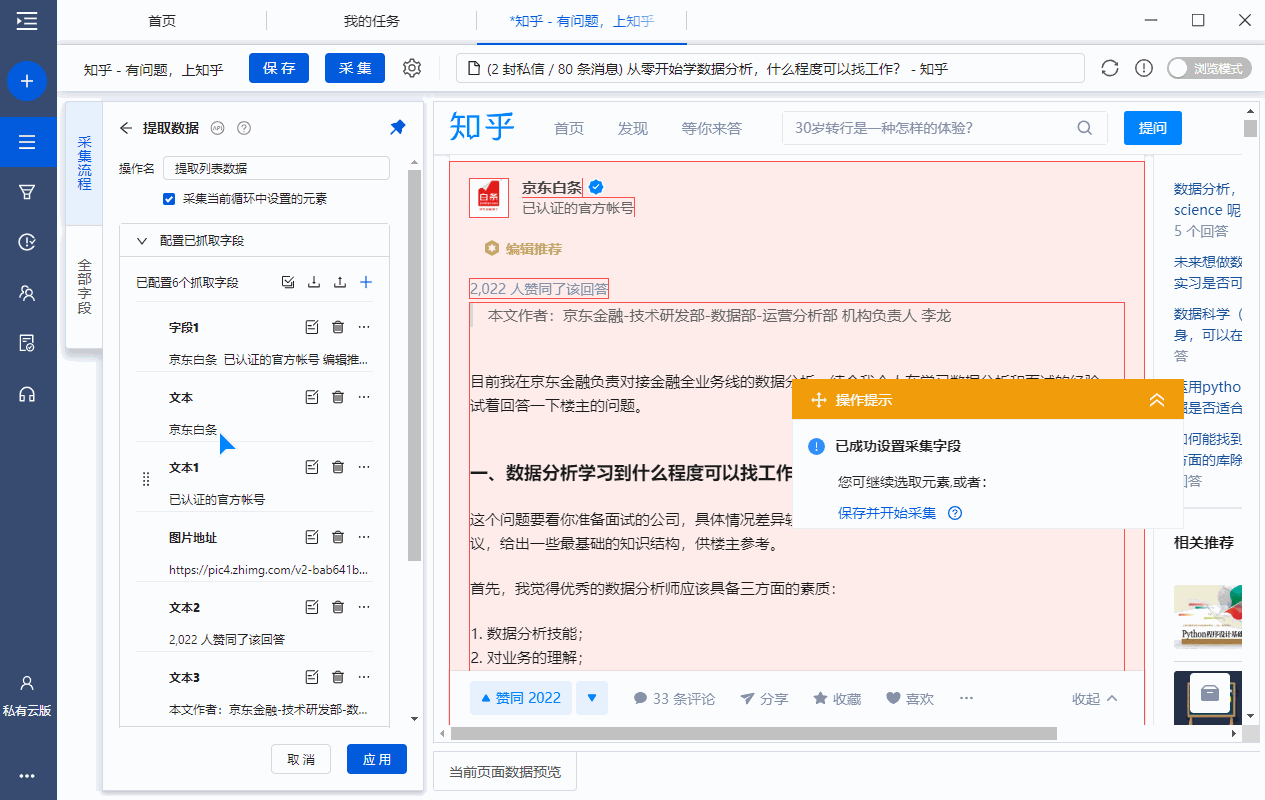 首页
我的任务
*知乎 - 有问题，上知乎
知乎 - 有问题，上知乎
保 存
采 集
(2 封私信 / 80 条消息) 从零开始学数据分析，什么程度可以找工作？ - 知乎
浏览模式
采集流程
全部字段
提取数据
API
操作名
提取列表数据
采集当前循环中设置的元素
配置已抓取字段
已配置6个抓取字段
字段1
京东白条 已认证的官方帐号 编辑推...
文本
京东白条
文本1
已认证的官方帐号
图片地址
https://pic4.zhimg.com/v2-bab641b...
文本2
2,022 人赞同了该回答
文本3
本文作者：京东金融-技术研发部-数...
取 消
应 用
私有云版
知乎
首页
发现
等你来答
30岁转行是一种怎样的体验？
提问
白条
京东白条
已认证的官方帐号
编辑推荐
2,022 人赞同了该回答
本文作者：京东金融-技术研发部-数据部-运营分析部 机构负责人 李龙
目前我在京东金融负责对接金融全业务线的数据分析
试着回答一下楼主的问题。
一、数据分析学习到什么程度可以找工作
这个问题要看你准备面试的公司，具体情况差异较
议，给出一些最基础的知识结构，供楼主参考。
首先，我觉得优秀的数据分析师应该具备三方面的素质：
1. 数据分析技能；
2. 对业务的理解；
赞同 2022
33 条评论
分享
收藏
喜欢
收起
操作提示
已成功设置采集字段
您可继续选取元素,或者：
保存并开始采集
数据分析，
science 呢
5 个回答
未来想做数
实习是否可
数据科学（
身，可以在
答
运用pytho
是否适合
如何能找到
方面的库除
回答
相关推荐
Python程序设计基础
当前页面数据预览